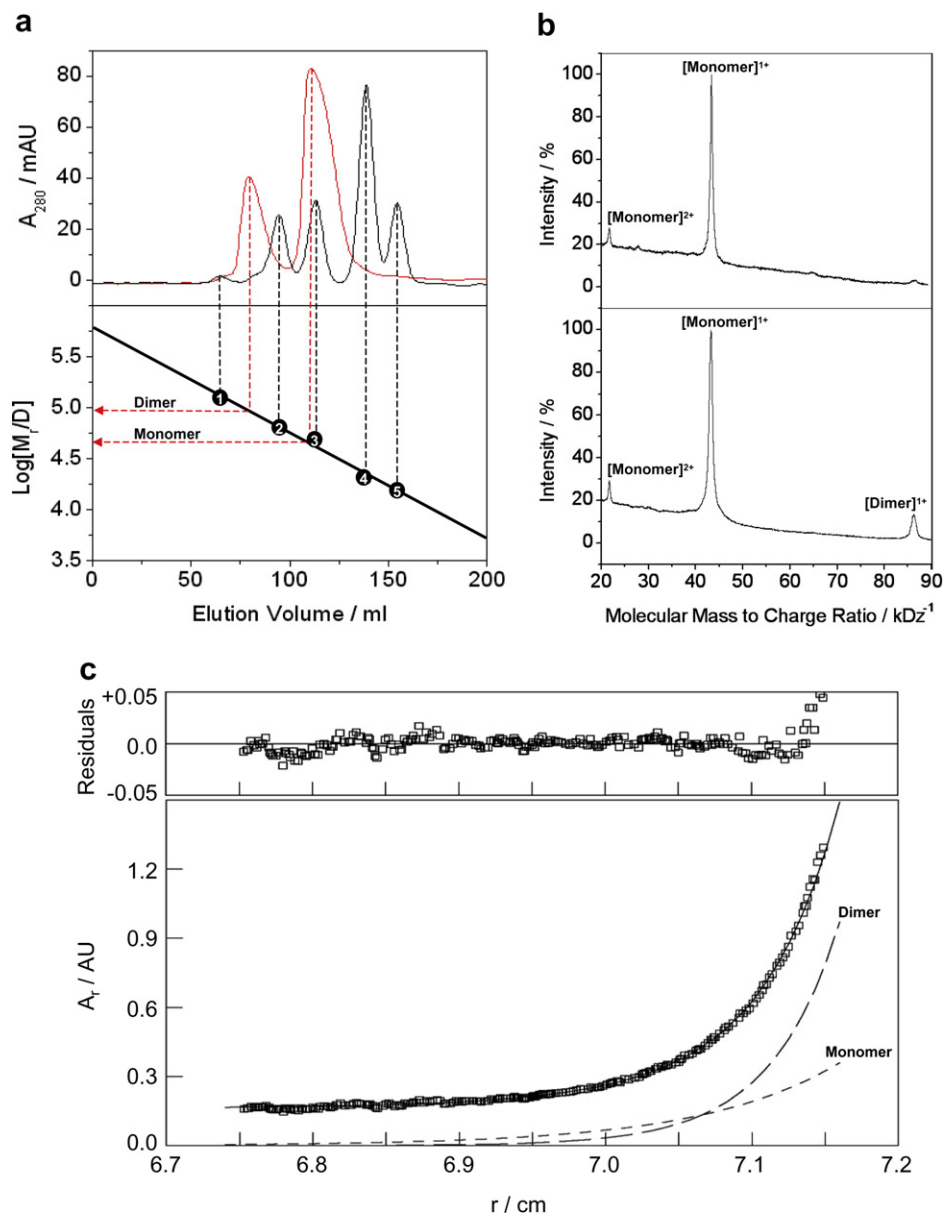 a
80
60
40
20
0
A280 / mAU
5.5
5.0
4.5
4.0
3.5
Log[Mr/D]
Dimer
Monomer
1
2
3
4
5
0
50
100
150
200
Elution Volume / ml
b
100
80
60
40
20
0
Intensity / %
[Monomer]1+
[Monomer]2+
100
80
60
40
20
0
Intensity / %
[Monomer]1+
[Monomer]2+
[Dimer]1+
20 30 40 50 60 70 80 90
Molecular Mass to Charge Ratio / kDz-1
c
+0.05
0.0
-0.05
Residuals
1.2
0.9
0.6
0.3
0.0
Ar / AU
Dimer
Monomer
6.7 6.8 6.9 7.0 7.1 7.2
r / cm